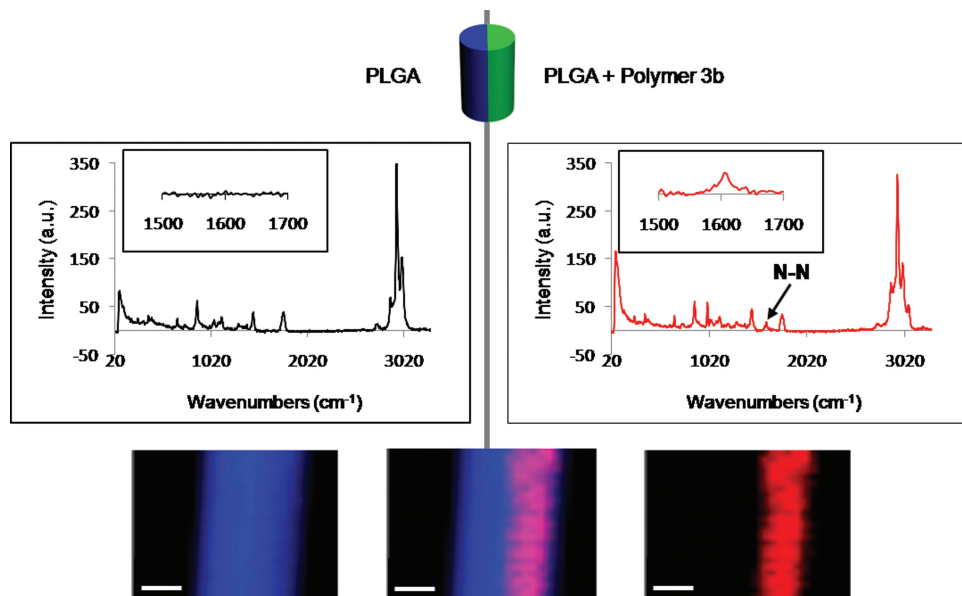 PLGA
PLGA + Polymer 3b
350
250
150
50
-50
Intensity (a.u.)
1500 1600 1700
20 1020 2020 3020
Wavenumbers (cm⁻¹)
350
250
150
50
-50
Intensity (a.u.)
1500 1600 1700
N-N
20 1020 2020 3020
Wavenumbers (cm⁻¹)